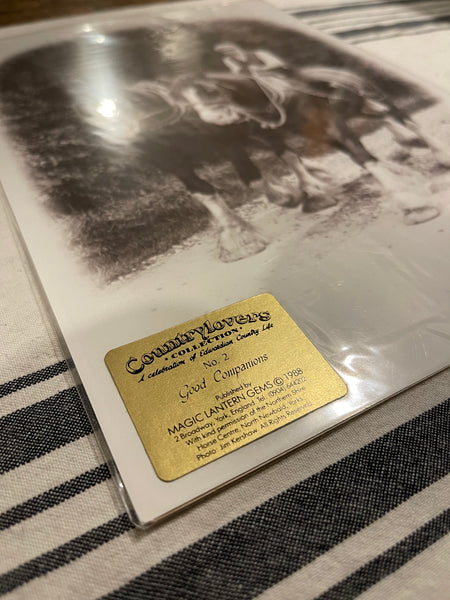 Countrylovers
• COLLECTION •
A celebration of Edwardian Country Life
No. 2
Good Companions
Published by
MAGIC LANTERN GEMS © 1988
2 Broadway, York, England. Tel. (0904) 644202
With kind permission of the Northern Shire
Horse Centre, North Newbald, Yorks.
Photo: Jim Kershaw. All Rights Reserved.